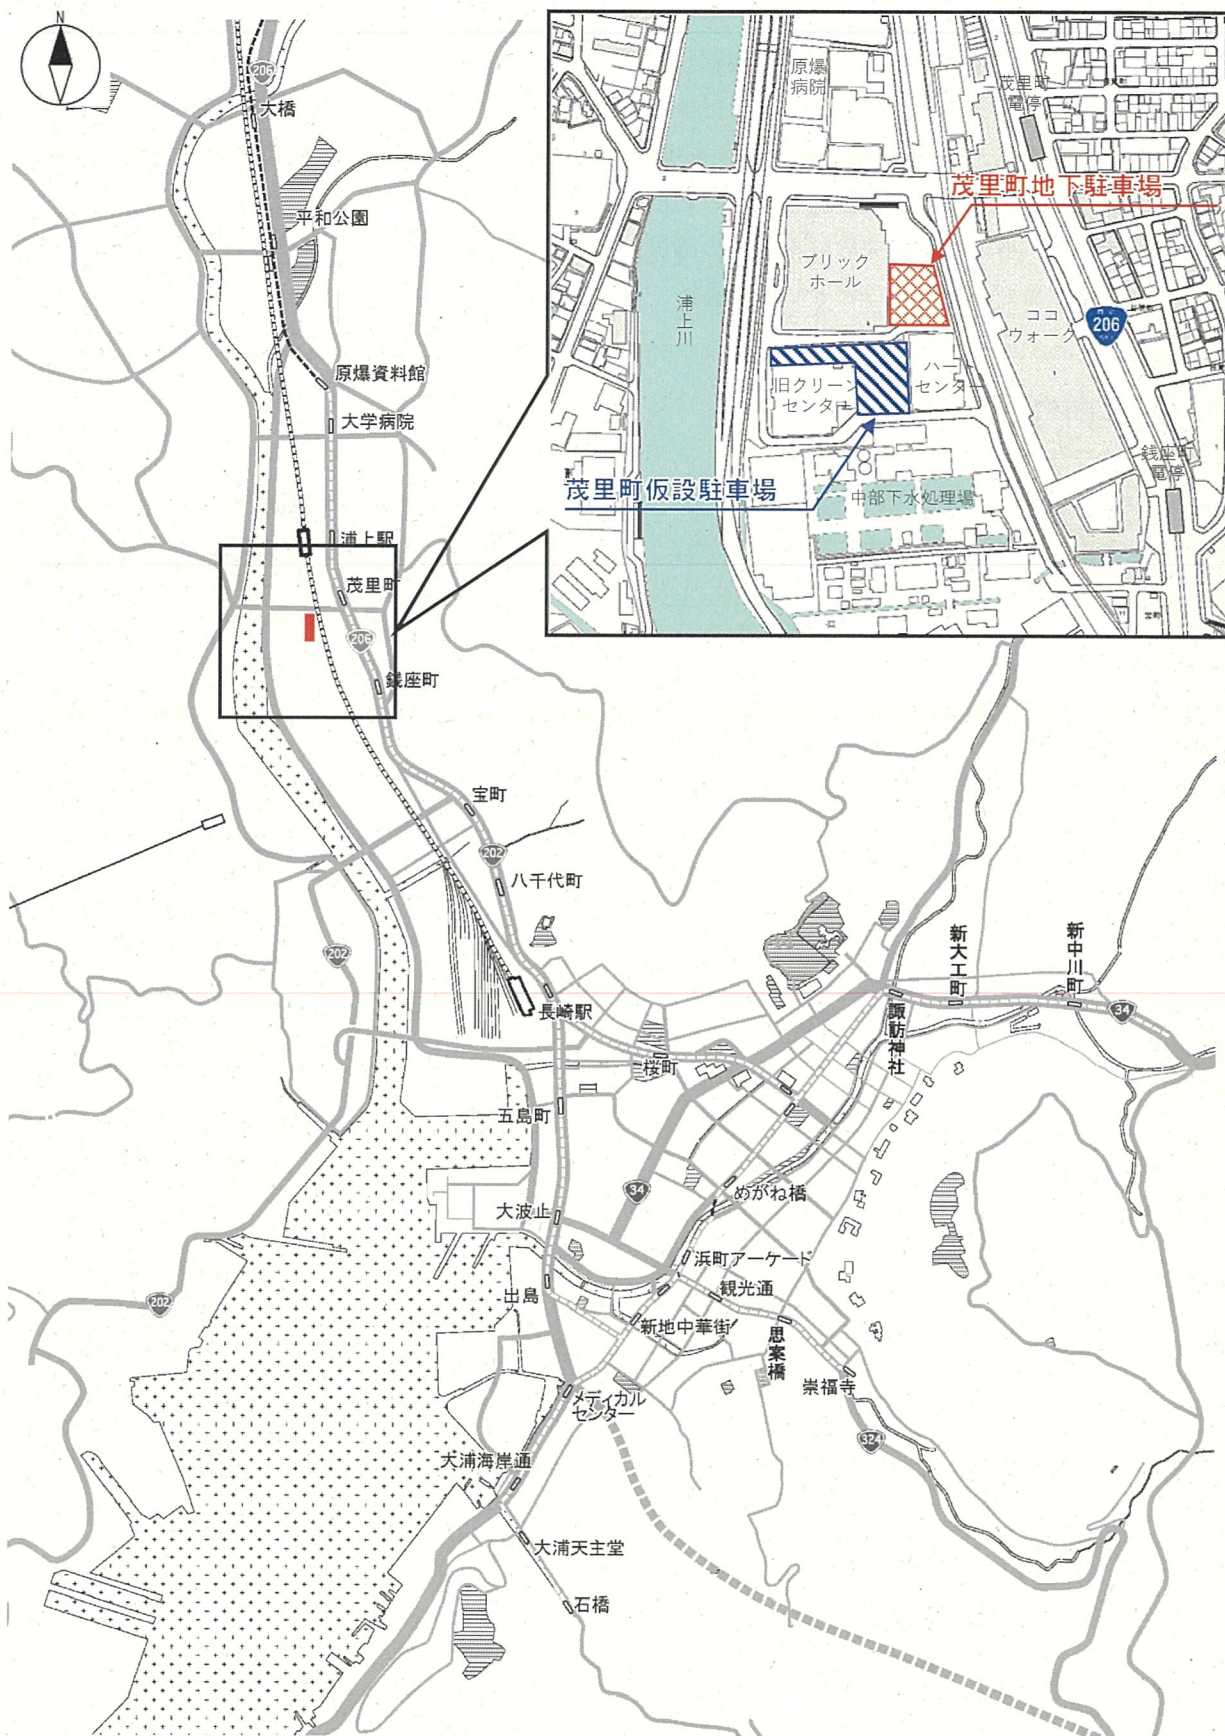 N
206
大橋
平和公園
原爆資料館
大学病院
浦上駅
茂里町
206
銭座町
宝町
202
八千代町
202
長崎駅
桜町
五島町
新大工町
新中川町
34
諏訪神社
34
めがね橋
大波止
浜町アーケード
出島
観光通
202
新地中華街
思案橋
崇福寺
メディカル
センター
324
大浦海岸通
大浦天主堂
石橋
原爆
病院
茂里町
電停
茂里町地下駐車場
ブリック
ホール
浦上川
ココ
ウォーク
206
旧クリーン
センター
ハート
センター
銭座町
電停
茂里町仮設駐車場
中部下水処理場